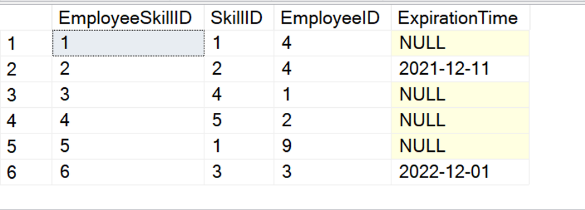 EmployeeSkillID SkillID EmployeeID ExpirationTime
1 1 1 4 NULL
2 2 2 4 2021-12-11
3 3 4 1 NULL
4 4 5 2 NULL
5 5 1 9 NULL
6 6 3 3 2022-12-01